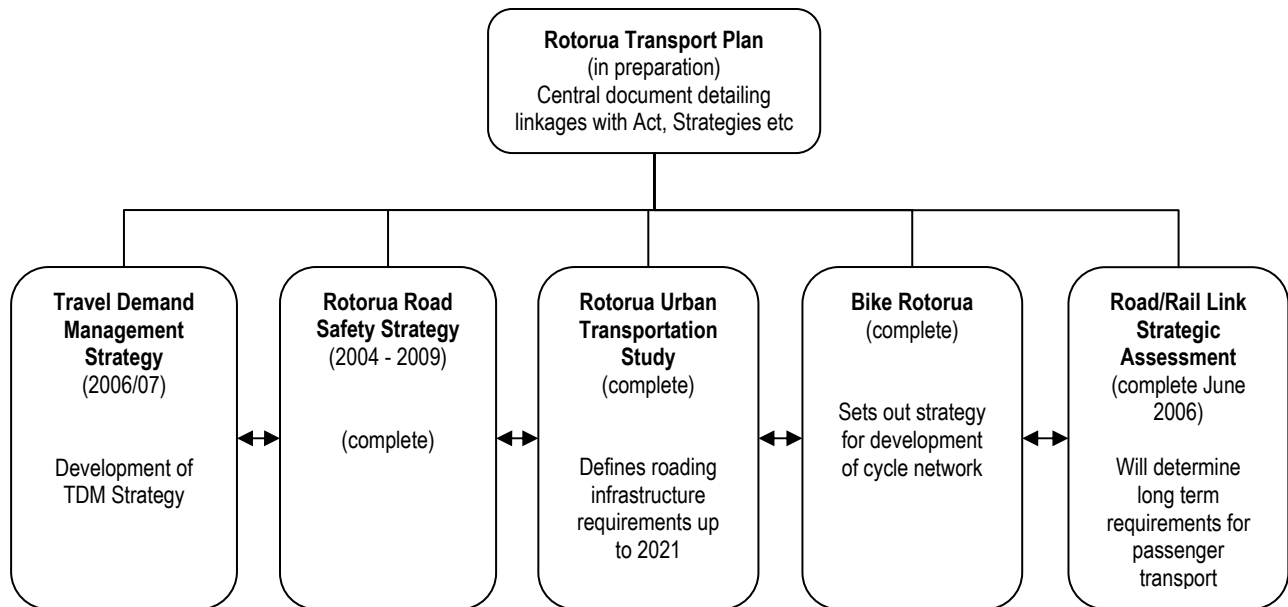 Rotorua Transport Plan
(in preparation)
Central document detailing
linkages with Act, Strategies etc
Travel Demand
Management
Strategy
(2006/07)
Development of
TDM Strategy
Rotorua Road
Safety Strategy
(2004 - 2009)
(complete)
Rotorua Urban
Transportation
Study
(complete)
Defines roading
infrastructure
requirements up
to 2021
Bike Rotorua
(complete)
Sets out strategy
for development
of cycle network
Road/Rail Link
Strategic
Assessment
(complete June
2006)
Will determine
long term
requirements for
passenger
transport